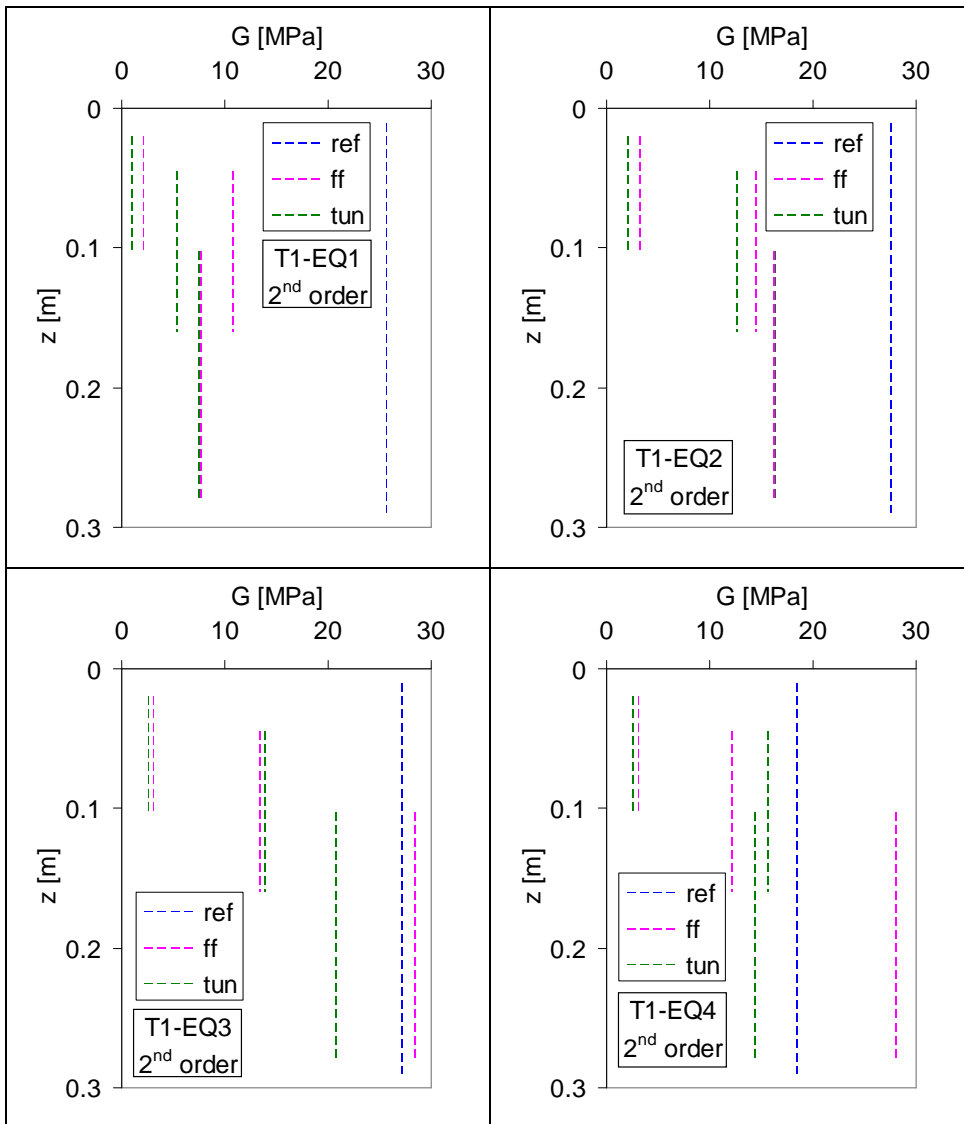 G [MPa]
0 10 20 30
0
0.1
0.2
0.3
z [m]
ref
ff
tun
T1-EQ1
2nd order
G [MPa]
0 10 20 30
0
0.1
0.2
0.3
z [m]
ref
ff
tun
T1-EQ2
2nd order
G [MPa]
0 10 20 30
0
0.1
0.2
0.3
z [m]
ref
ff
tun
T1-EQ3
2nd order
G [MPa]
0 10 20 30
0
0.1
0.2
0.3
z [m]
ref
ff
tun
T1-EQ4
2nd order